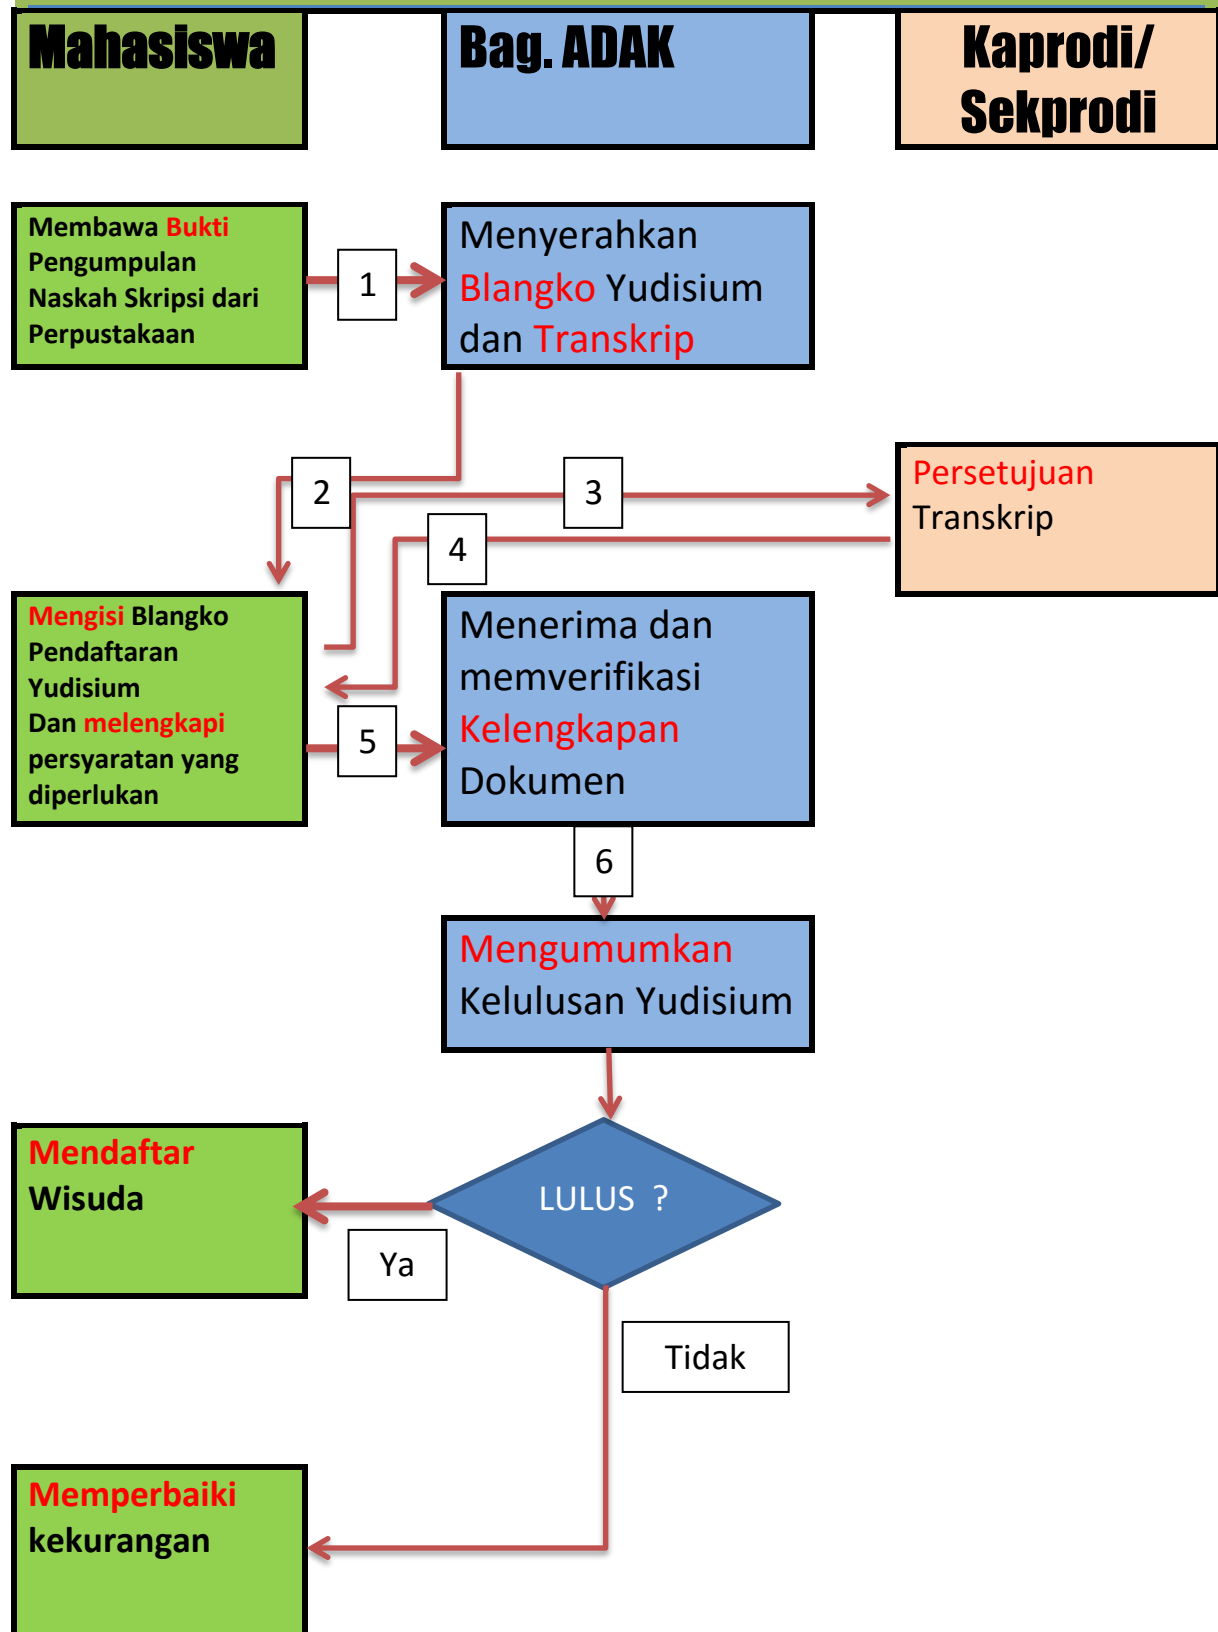 Mahasiswa
Bag. ADAK
Kaprodi/
Sekprodi
Membawa Bukti
Pengumpulan
Naskah Skripsi dari
Perpustakaan
1
Menyerahkan
Blangko Yudisium
dan Transkrip
2
3
4
Persetujuan
Transkrip
Mengisi Blangko
Pendaftaran
Yudisium
Dan melengkapi
persyaratan yang
diperlukan
5
Menerima dan
memverifikasi
Kelengkapan
Dokumen
6
Mengumumkan
Kelulusan Yudisium
Mendaftar
Wisuda
LULUS ?
Ya
Tidak
Memperbaiki
kekurangan